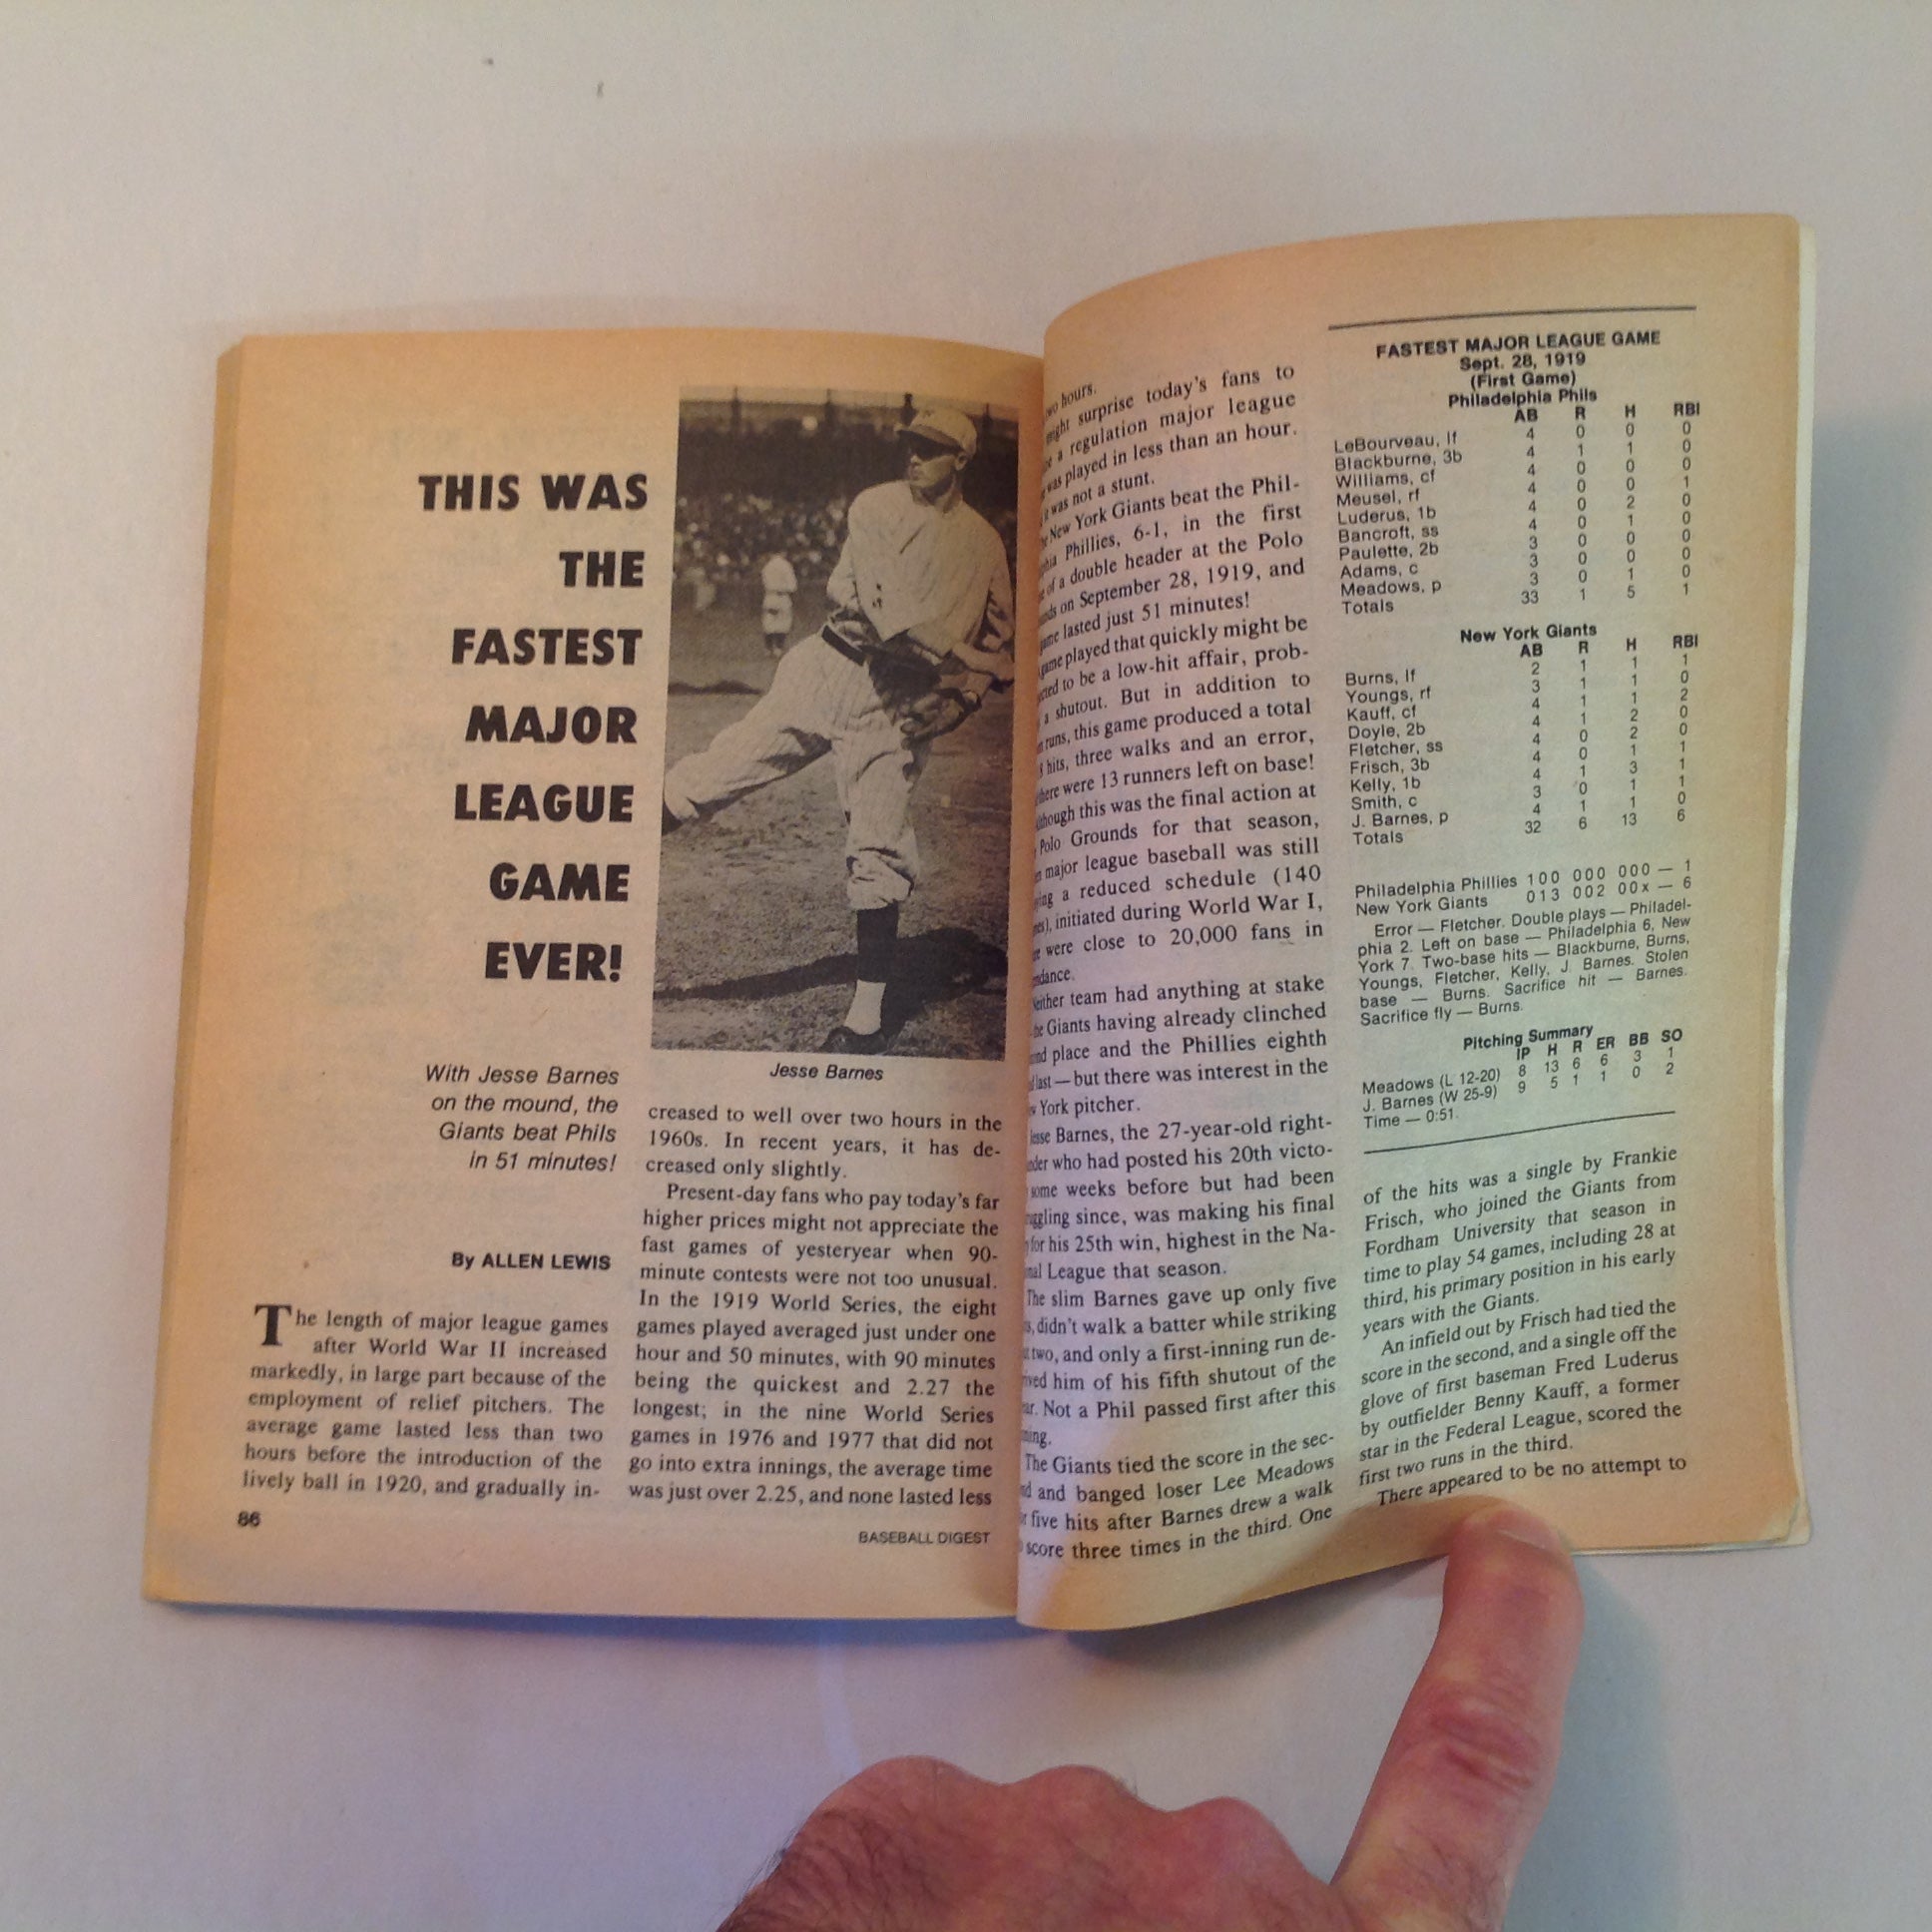 THIS WAS
THE
FASTEST
MAJOR
LEAGUE
GAME
EVER!
With Jesse Barnes
on the mound, the
Giants beat Phils
in 51 minutes!
By ALLEN LEWIS
The length of major league games
after World War II increased
markedly, in large part because of the
employment of relief pitchers. The
average game lasted less than two
hours before the introduction of the
lively ball in 1920, and gradually in-
86
Jesse Barnes
creased to well over two hours in the
1960s. In recent years, it has de-
creased only slightly.
Present-day fans who pay today's far
higher prices might not appreciate the
fast games of yesteryear when 90-
minute contests were not too unusual.
In the 1919 World Series, the eight
games played averaged just under one
hour and 50 minutes, with 90 minutes
being the quickest and 2.27 the
longest; in the nine World Series
games in 1976 and 1977 that did not
go into extra innings, the average time
was just over 2.25, and none lasted less
BASEBALL DIGEST
hours.
surprise today's fans to
a regulation major league
was played in less than an hour.
it was not a stunt.
New York Giants beat the Phil-
Phillies, 6-1, in the first
of a double header at the Polo
on September 28, 1919, and
lasted just 51 minutes!
game played that quickly might be
to be a low-hit affair, prob-
a shutout. But in addition to
runs, this game produced a total
hits, three walks and an error,
there were 13 runners left on base!
though this was the final action at
Polo Grounds for that season,
major league baseball was still
a reduced schedule (140
initiated during World War I,
were close to 20,000 fans in
either team had anything at stake
Giants having already clinched
place and the Phillies eighth
last — but there was interest in the
York pitcher.
Barnes, the 27-year-old right-
who had posted his 20th victo-
some weeks before but had been
since, was making his final
for his 25th win, highest in the Na-
League that season.
The slim Barnes gave up only five
didn't walk a batter while striking
two, and only a first-inning run de-
him of his fifth shutout of the
Not a Phil passed first after this
The Giants tied the score in the sec-
and banged loser Lee Meadows
five hits after Barnes drew a walk
score three times in the third. One
FASTEST MAJOR LEAGUE GAME
Sept. 28, 1919
(First Game)
Philadelphia Phils
AB R H RBI
LeBourveau, lf 4 0 0 0
Blackburne, 3b 4 1 1 0
Williams, cf 4 0 0 0
Meusel, rf 4 0 0 1
Luderus, 1b 4 0 2 0
Bancroft, ss 4 0 1 0
Paulette, 2b 3 0 0 0
Adams, c 3 0 0 0
Meadows, p 3 0 1 0
Totals 33 1 5 1
New York Giants
AB R H RBI
Burns, lf 2 1 1 1
Youngs, rf 3 1 1 0
Kauff, cf 4 1 1 2
Doyle, 2b 4 1 2 0
Fletcher, ss 4 0 2 0
Frisch, 3b 4 0 1 1
Kelly, 1b 4 1 3 1
Smith, c 3 0 1 1
J. Barnes, p 4 1 1 0
Totals 32 6 13 6
Philadelphia Phillies 100 000 000 — 1
New York Giants 013 002 00x — 6
Error — Fletcher. Double plays — Philadel-
phia 2. Left on base — Philadelphia 6, New
York 7. Two-base hits — Blackburne, Burns,
Youngs, Fletcher, Kelly, J. Barnes. Stolen
base — Burns. Sacrifice hit — Barnes.
Sacrifice fly — Burns.
Pitching Summary
IP H R ER BB SO
Meadows (L 12-20) 8 13 6 6 3 1
J. Barnes (W 25-9) 9 5 1 1 0 2
Time — 0:51.
of the hits was a single by Frankie
Frisch, who joined the Giants from
Fordham University that season in
time to play 54 games, including 28 at
third, his primary position in his early
years with the Giants.
An infield out by Frisch had tied the
score in the second, and a single off the
glove of first baseman Fred Luderus
by outfielder Benny Kauff, a former
star in the Federal League, scored the
first two runs in the third.
There appeared to be no attempt to